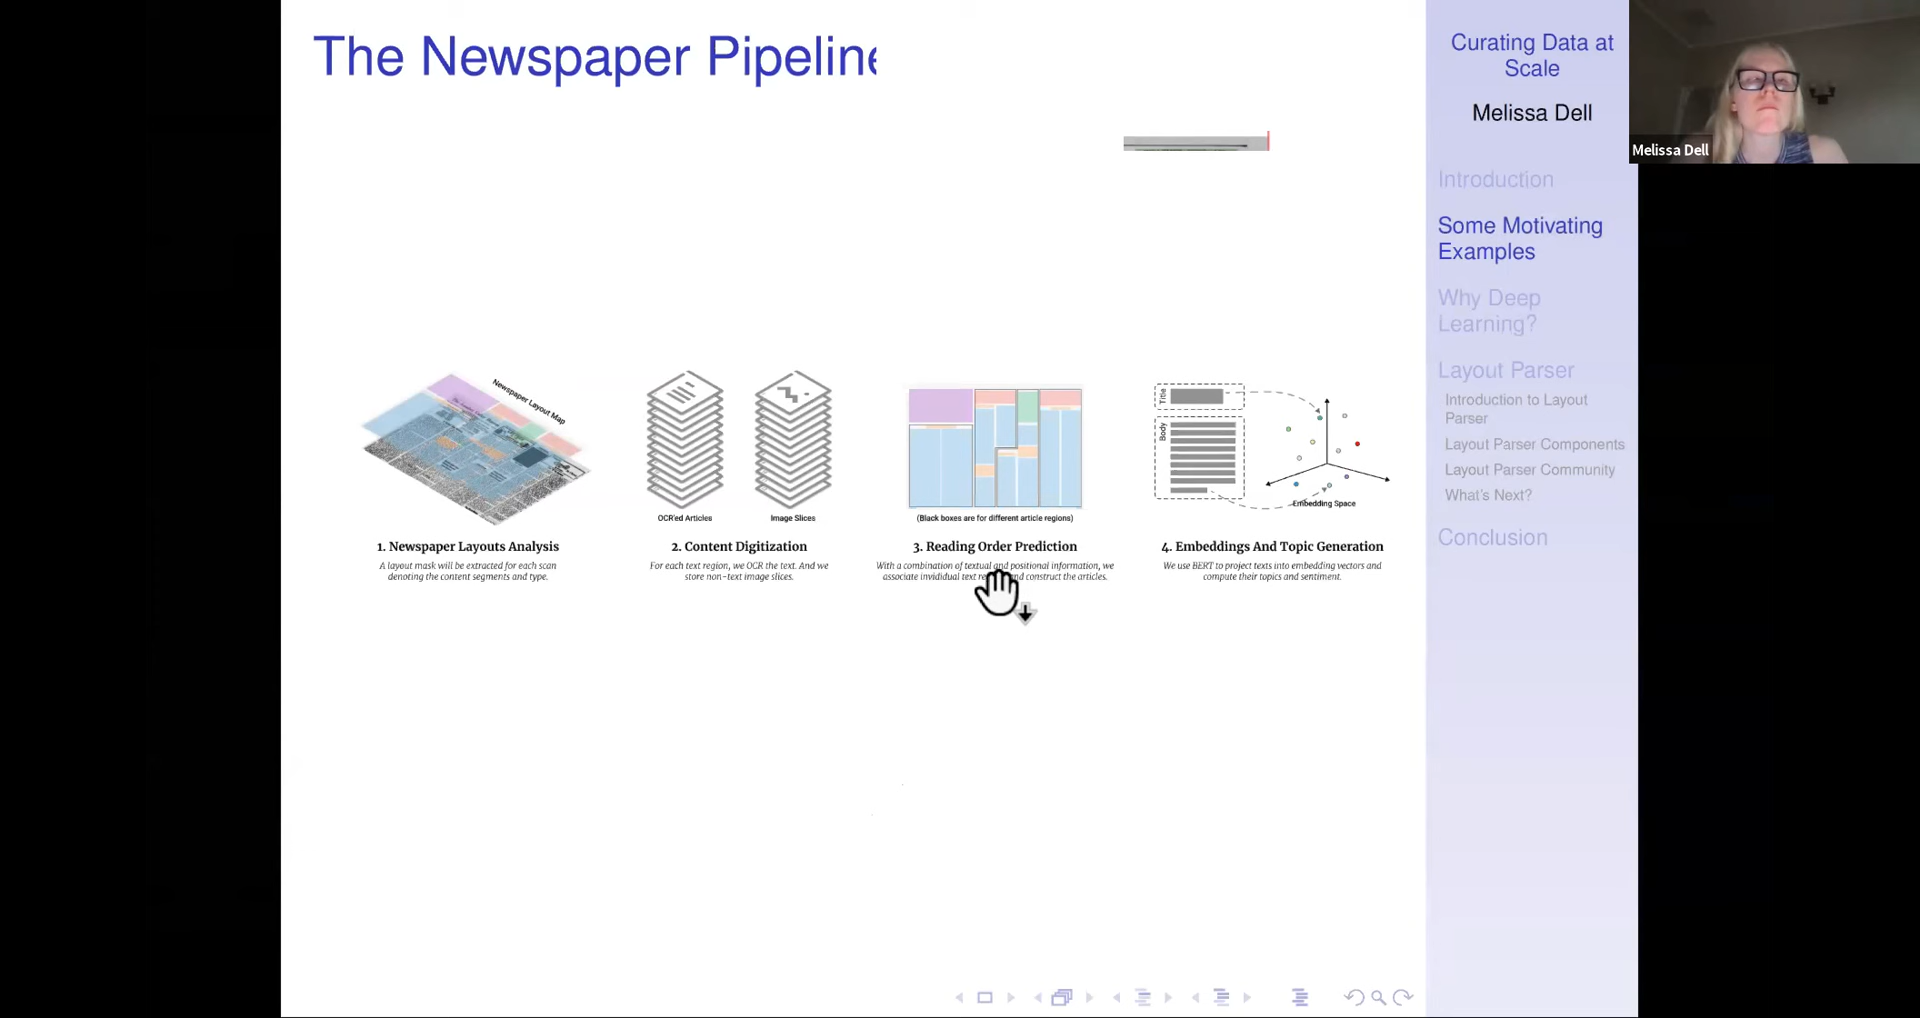 The Newspaper Pipeline
Newspaper Layout Map
OCR'ed Articles
Image Slices
(Black boxes are for different article regions)
Title
Body
Embedding Space
1. Newspaper Layouts Analysis
A layout mask will be extracted for each scan
denoting the content segments and type.
2. Content Digitization
For each text region, we OCR the text. And we
store non-text image slices.
3. Reading Order Prediction
With a combination of textual and positional information, we
associate invididual text re nd construct the articles.
4. Embeddings And Topic Generation
We use BERT to project texts into embedding vectors and
compute their topics and sentiment.
Curating Data at
Scale
Melissa Dell
Introduction
Some Motivating
Examples
Why Deep
Learning?
Layout Parser
Introduction to Layout
Parser
Layout Parser Components
Layout Parser Community
What's Next?
Conclusion
Melissa Dell